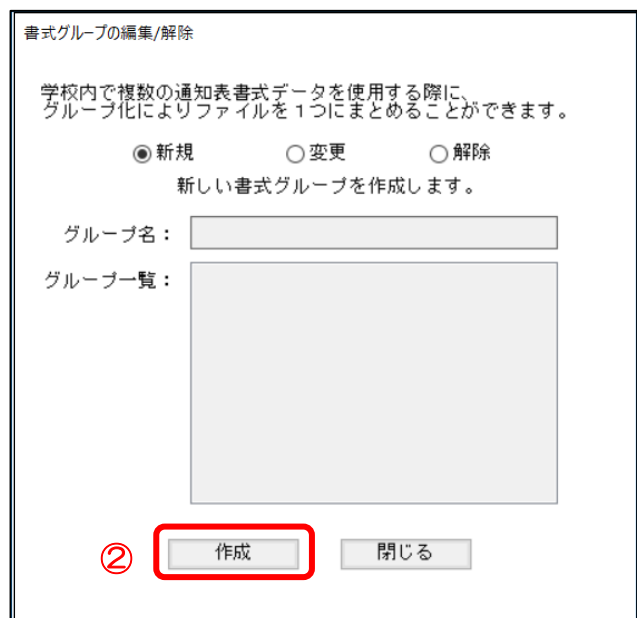 書式グループの編集/解除
学校内で複数の通知表書式データを使用する際に、
グループ化によりファイルを1つにまとめることができます。
新規 変更 解除
新しい書式グループを作成します。
グループ名：
グループ一覧：
② 作成 閉じる